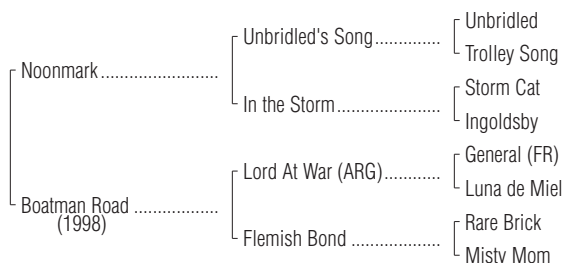 Unbridled
Unbridled's Song..............
Trolley Song
Noonmark ........................
Storm Cat
In the Storm.....................
Ingoldsby
General (FR)
Lord At War (ARG)............
Luna de Miel
Boatman Road .................
(1998)
Rare Brick
Flemish Bond ...................
Misty Mom